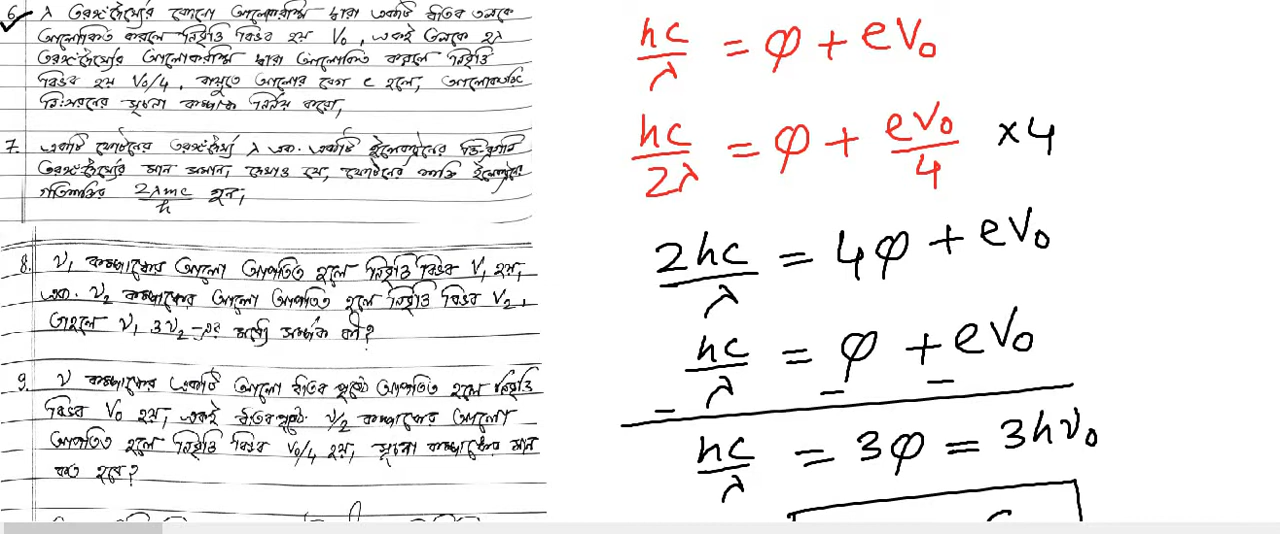 6. λ তরঙ্গদৈর্ঘ্যের কোনো আলোকরশ্মি দ্বারা একটি ধাতব তলকে
আলোকিত করলে নিবৃত্তি বিভব হয় V₀, একই তলকে 2λ
তরঙ্গদৈর্ঘ্যের আলোকরশ্মি দ্বারা আলোকিত করলে নিবৃত্তি
বিভব হয় V₀/4. বায়ুতে আলোর বেগ c হলে, আলোকতড়িৎ
নিঃসরনের সূচনা কম্পাঙ্ক নির্ণয় করো,
7. একটি ফোটনের তরঙ্গদৈর্ঘ্য λ এবং একটি ইলেকট্রনের ডি-ব্রগলি
তরঙ্গদৈর্ঘ্যের মান সমান, দেখাও যে, ফোটনের শক্তি ইলেকট্রনের
গতিশক্তির 2λmc/h গুন,
8. ν₁ কম্পাঙ্কের আলো আপতিত হলে নিবৃত্তি বিভব V₁ হয়,
এবং ν₂ কম্পাঙ্কের আলো আপতিত হলে নিবৃত্তি বিভব V₂,
তাহলে ν₁ ও ν₂-এর মধ্যে সম্পর্ক কী?
9. ν কম্পাঙ্কের একটি আলো ধাতব পৃষ্ঠে আপতিত হলে নিবৃত্তি
বিভব V₀ হয়, একই ধাতব পৃষ্ঠে ν/2 কম্পাঙ্কের আলো
আপতিত হলে নিবৃত্তি বিভব V₀/4 হয়, সূচনা কম্পাঙ্কের মান
কত হবে?
hc/λ = φ + eV₀
hc/2λ = φ + eV₀/4 ×4
2hc/λ = 4φ + eV₀
hc/λ = φ + eV₀
hc/λ = 3φ = 3hν₀